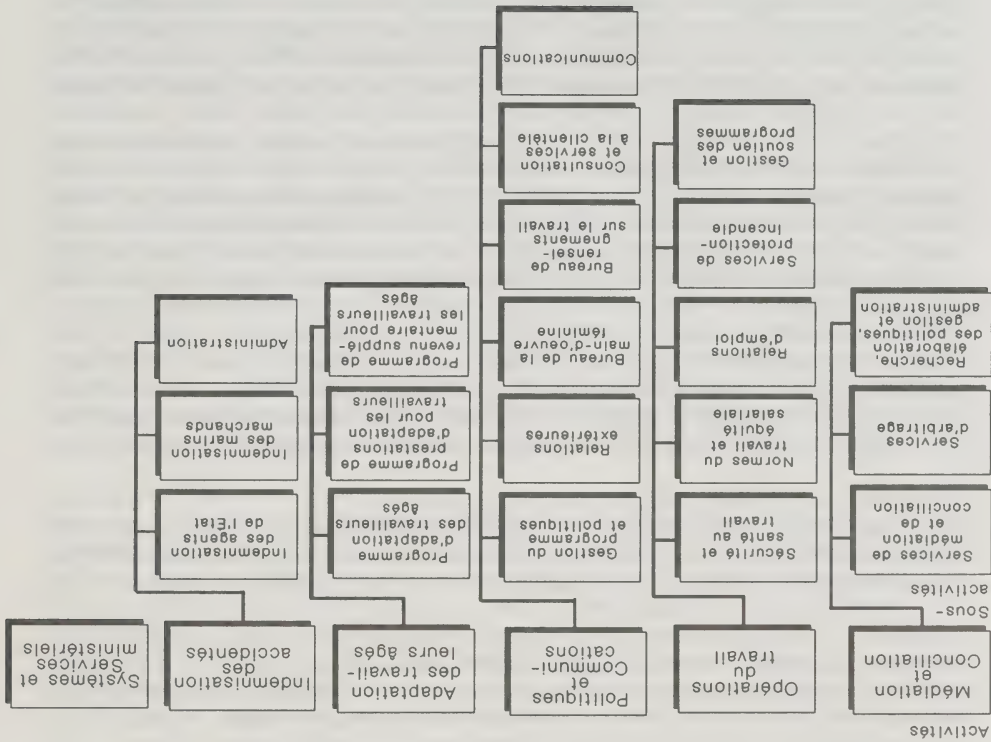 Activités
Médiation
et
Conciliation
Opérations
du
travail
Politiques
et
Communi-
cations
Adaptation
des travail-
leurs âgés
Indemnisation
des
accidentés
Systèmes et
Services
ministériels
Sous-
activités
Services de
médiation
et de
conciliation
Services
d'arbitrage
Recherche,
élaboration
des politiques,
gestion et
administration
Sécurité et
santé au
travail
Normes du
travail et
équité
salariale
Relations
d'emploi
Services de
protection-
incendie
Gestion et
soutien des
programmes
Gestion du
programme
et politiques
Relations
extérieures
Bureau de la
main-d'oeuvre
féminine
Bureau de
rensei-
gnements
sur le travail
Consultation
et services
à la clientèle
Communications
Programme
d'adaptation
des travailleurs
âgés
Programme de
prestations
d'adaptation
pour les
travailleurs
Programme de
revenu supplé-
mentaire pour
les travailleurs
âgés
Indemnisation
des agents
de l'État
Indemnisation
des marins
marchands
Administration